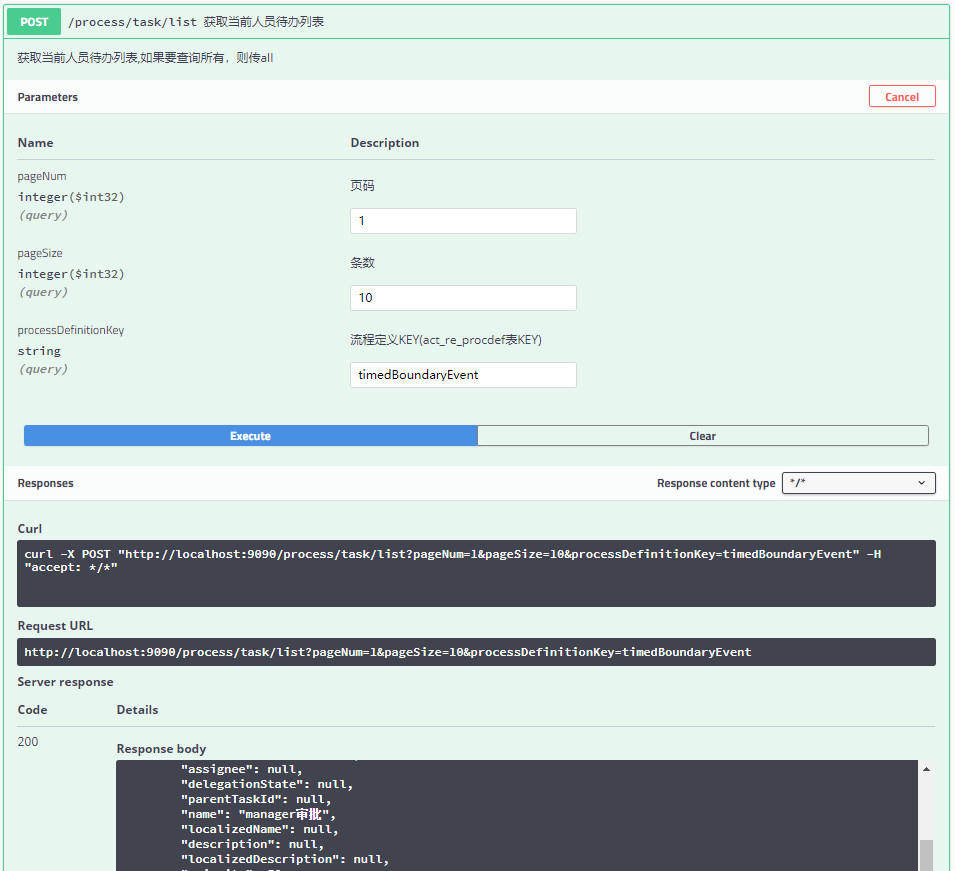 POST /process/task/list 获取当前人员待办列表
获取当前人员待办列表,如果要查询所有，则传all
Parameters Cancel
Name Description
pageNum 页码
integer($int32)
(query) 1
pageSize 条数
integer($int32)
(query) 10
processDefinitionKey 流程定义KEY(act_re_procdef表KEY)
string
(query) timedBoundaryEvent
Execute Clear
Responses Response content type */*
Curl
curl -X POST "http://localhost:9090/process/task/list?pageNum=1&pageSize=10&processDefinitionKey=timedBoundaryEvent" -H
"accept: */*"
Request URL
http://localhost:9090/process/task/list?pageNum=1&pageSize=10&processDefinitionKey=timedBoundaryEvent
Server response
Code Details
200
Response body
"assignee": null,
"delegationState": null,
"parentTaskId": null,
"name": "manager审批",
"localizedName": null,
"description": null,
"localizedDescription": null,